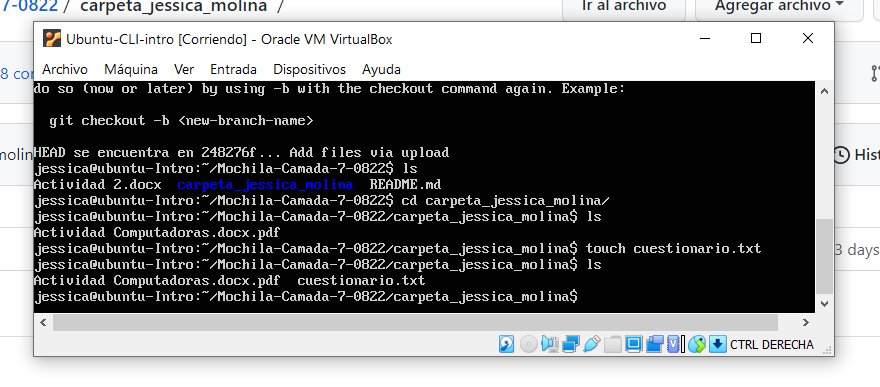 7-0822 / carpeta_jessica_molina /
Ir al archivo
Agregar archivo
Ubuntu-CLI-intro [Corriendo] - Oracle VM VirtualBox
Archivo Máquina Ver Entrada Dispositivos Ayuda
do so (now or later) by using -b with the checkout command again. Example:
git checkout -b <new-branch-name>
HEAD se encuentra en 248276f... Add files via upload
jessica@ubuntu-Intro:~/Mochila-Camada-7-0822$ ls
Actividad 2.docx carpeta_jessica_molina README.md
jessica@ubuntu-Intro:~/Mochila-Camada-7-0822$ cd carpeta_jessica_molina/
jessica@ubuntu-Intro:~/Mochila-Camada-7-0822/carpeta_jessica_molina$ ls
Actividad Computadoras.docx.pdf
jessica@ubuntu-Intro:~/Mochila-Camada-7-0822/carpeta_jessica_molina$ touch cuestionario.txt
jessica@ubuntu-Intro:~/Mochila-Camada-7-0822/carpeta_jessica_molina$ ls
Actividad Computadoras.docx.pdf cuestionario.txt
jessica@ubuntu-Intro:~/Mochila-Camada-7-0822/carpeta_jessica_molina$
CTRL DERECHA
8 con
molin
Hist
3 days